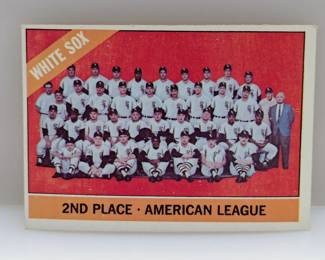 WHITE SOX
2ND PLACE · AMERICAN LEAGUE